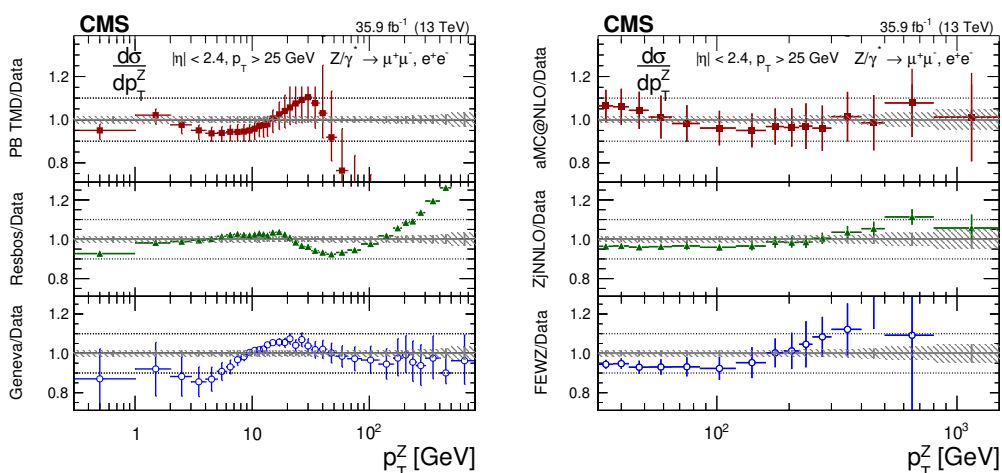 CMS
35.9 fb⁻¹ (13 TeV)
dσ
dp_T^Z
|η| < 2.4, p_T > 25 GeV Z/γ* → μ⁺μ⁻, e⁺e⁻
PB TMD/Data
1.2
1.0
0.8
Resbos/Data
1.2
1.0
0.8
Geneva/Data
1.2
1.0
0.8
1
10
10²
p_T^Z [GeV]
CMS
35.9 fb⁻¹ (13 TeV)
dσ
dp_T^Z
|η| < 2.4, p_T > 25 GeV Z/γ* → μ⁺μ⁻, e⁺e⁻
aMC@NLO/Data
1.2
1.0
0.8
ZjNNLO/Data
1.2
1.0
0.8
FEWZ/Data
1.2
1.0
0.8
10²
10³
p_T^Z [GeV]